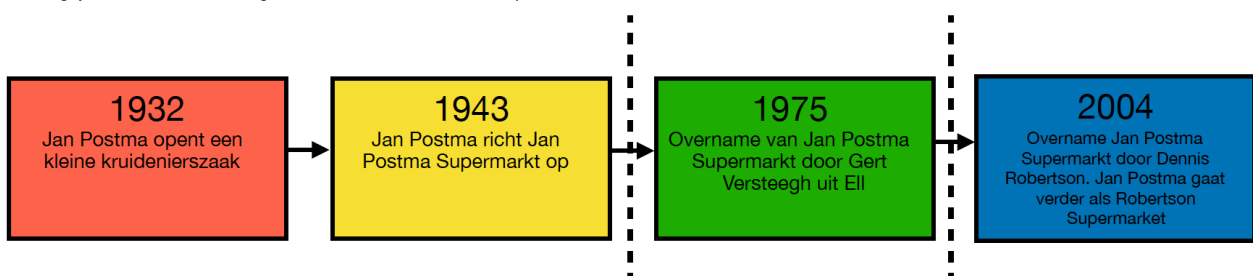 1932
Jan Postma opent een
kleine kruidenierszaak
1943
Jan Postma richt Jan
Postma Supermarkt op
1975
Overname van Jan Postma
Supermarkt door Gert
Versteegh uit Ell
2004
Overname Jan Postma
Supermarkt door Dennis
Robertson. Jan Postma gaat
verder als Robertson
Supermarket